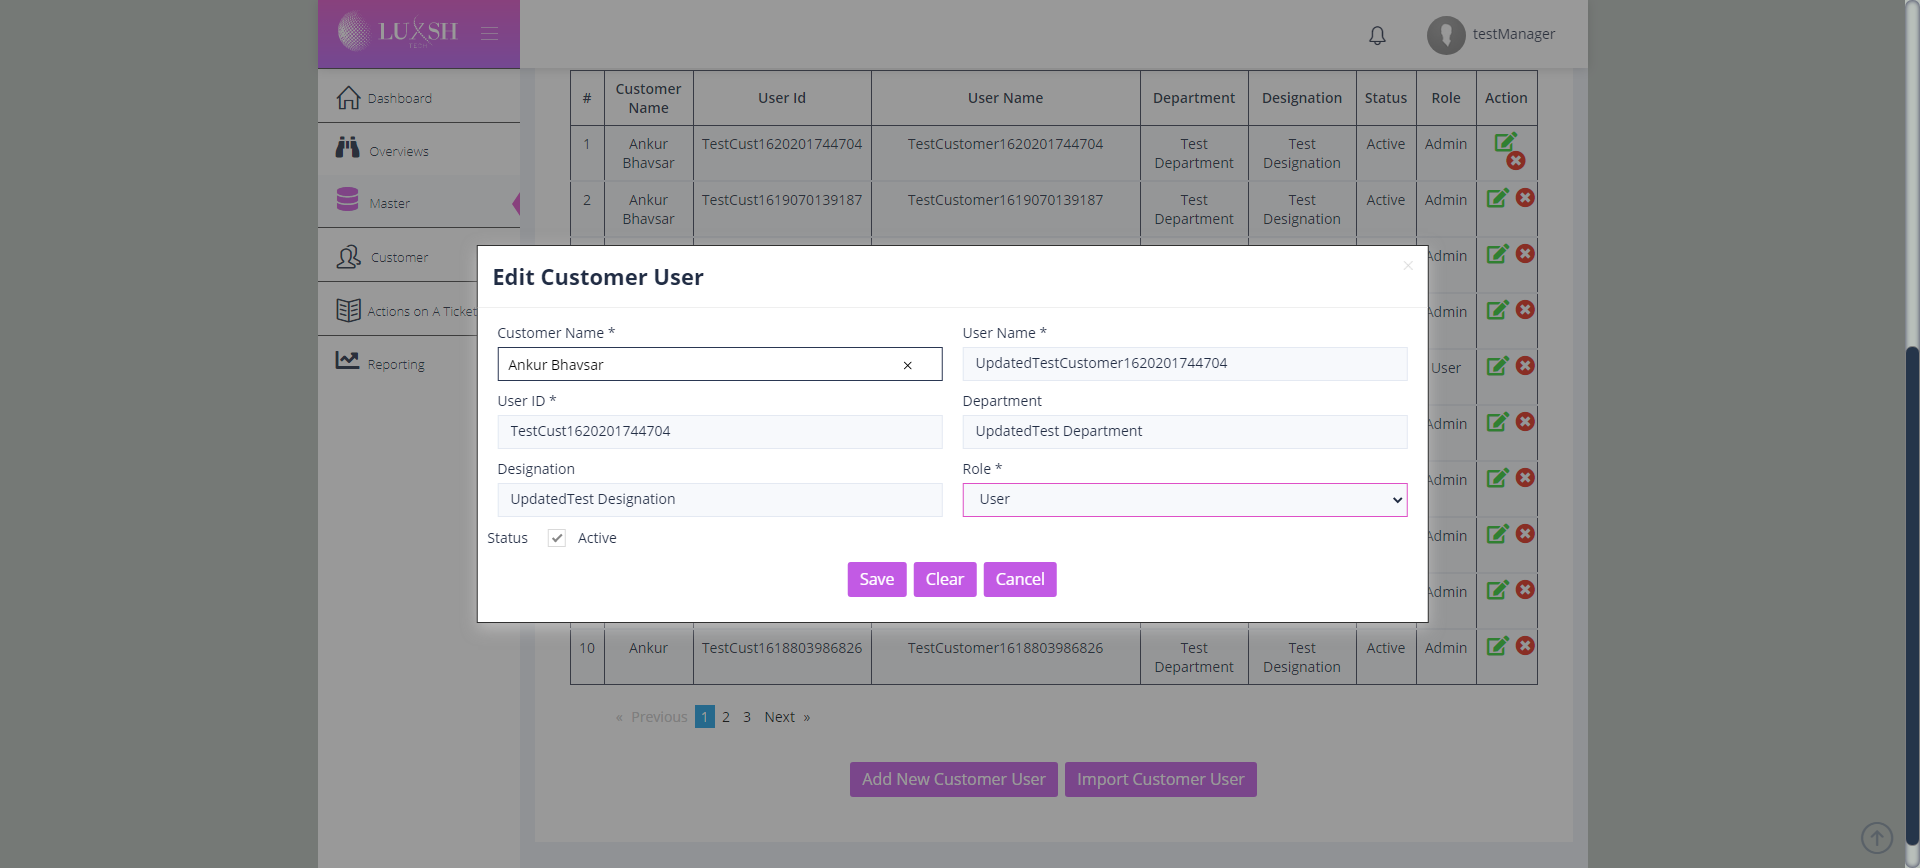 LUXSH
testManager
Dashboard
Overviews
Master
Customer
Actions on A Ticket
Reporting
# Customer Name User Id User Name Department Designation Status Role Action
1 Ankur Bhavsar TestCust1620201744704 TestCustomer1620201744704 Test Department Test Designation Active Admin
2 Ankur Bhavsar TestCust1619070139187 TestCustomer1619070139187 Test Department Test Designation Active Admin
Admin
Admin
User
Admin
Admin
Admin
Admin
Edit Customer User
×
Customer Name *
Ankur Bhavsar ×
User Name *
UpdatedTestCustomer1620201744704
User ID *
TestCust1620201744704
Department
UpdatedTest Department
Designation
UpdatedTest Designation
Role *
User
Status Active
Save Clear Cancel
10 Ankur TestCust1618803986826 TestCustomer1618803986826 Test Department Test Designation Active Admin
« Previous 1 2 3 Next »
Add New Customer User Import Customer User